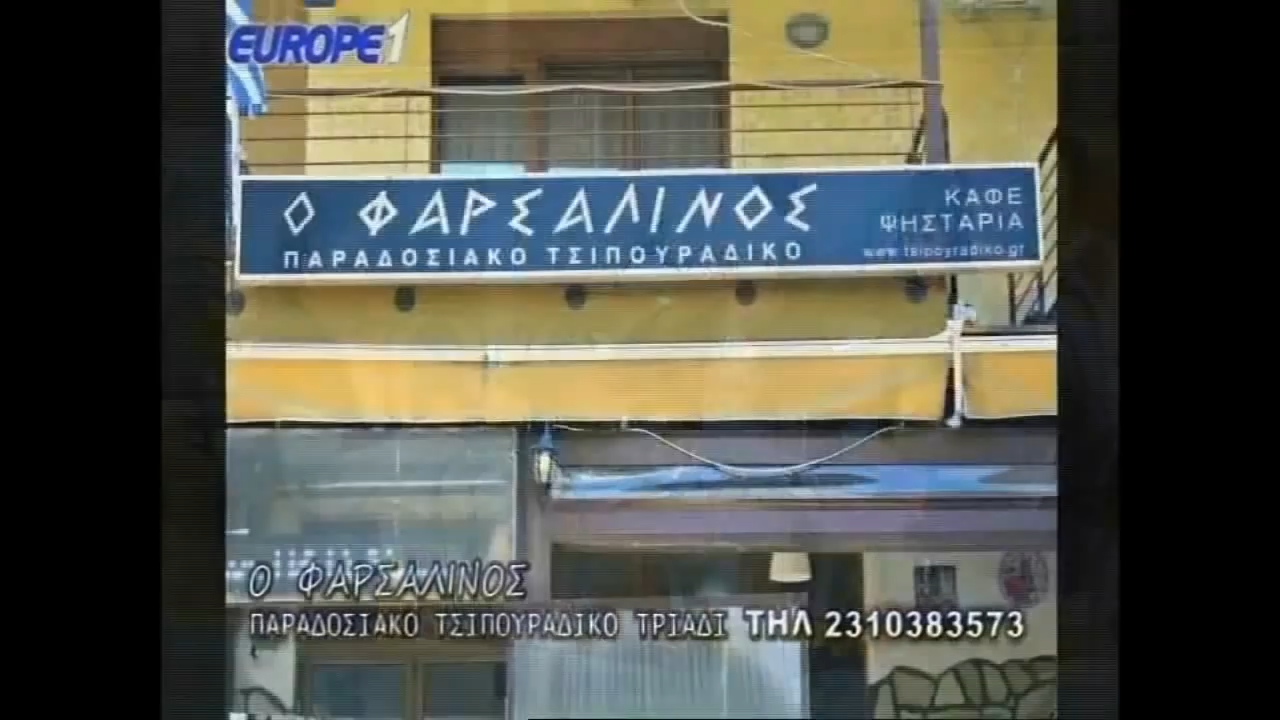 EUROPE1
Ο ΦΑΡΣΑΛΙΝΟΣ
ΠΑΡΑΔΟΣΙΑΚΟ ΤΣΙΠΟΥΡΑΔΙΚΟ
ΚΑΦΕ
ΨΗΣΤΑΡΙΑ
www.tsipouradiko.gr
Ο ΦΑΡΣΑΛΙΝΟΣ
ΠΑΡΑΔΟΣΙΑΚΟ ΤΣΙΠΟΥΡΑΔΙΚΟ ΤΡΙΑΔΙ ΤΗΛ 2310383573